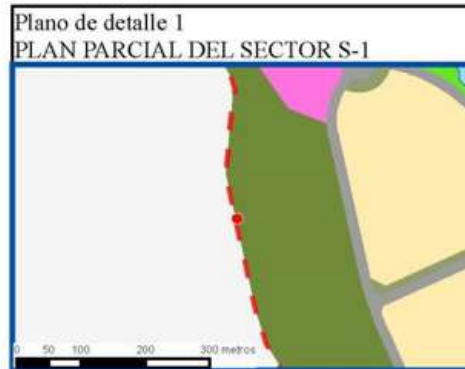 Plano de detalle 1
PLAN PARCIAL DEL SECTOR S-1
0 50 100 200 300 metros